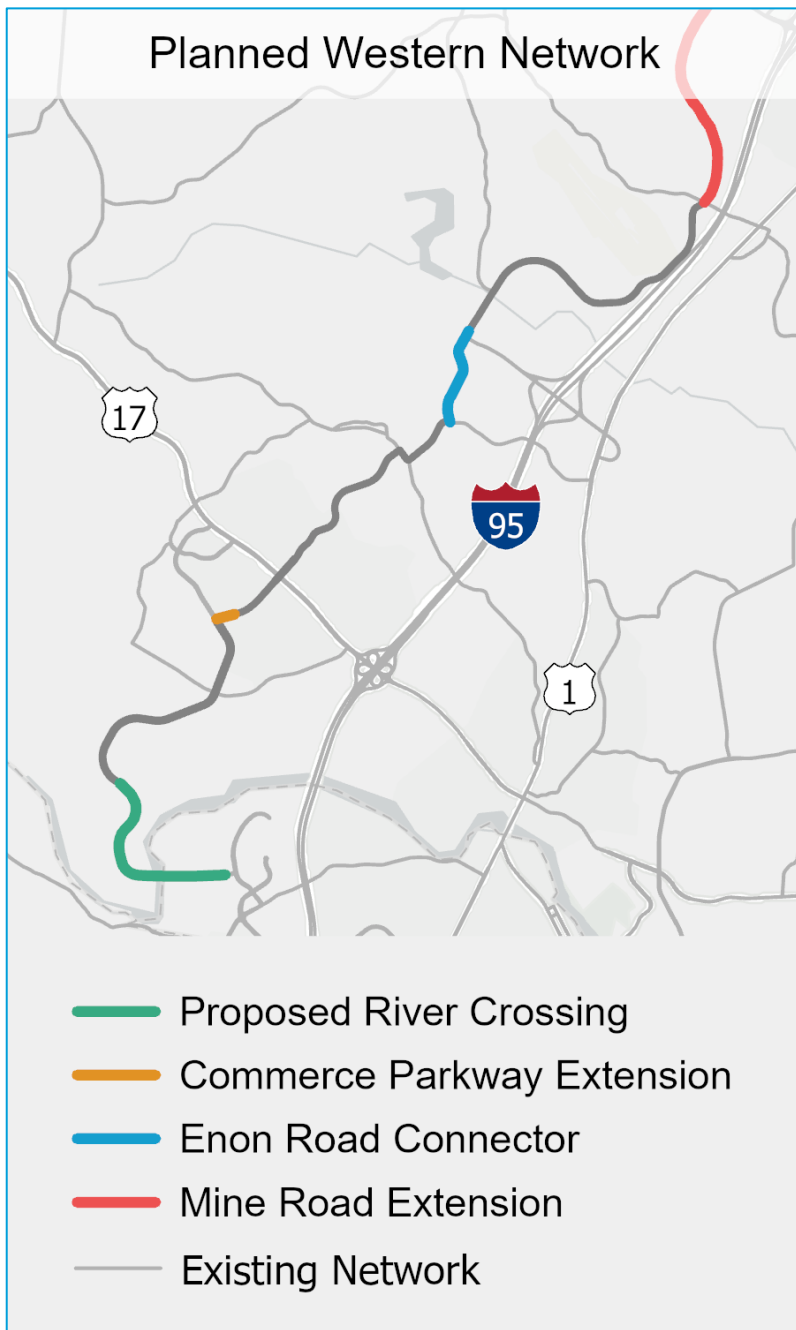 Planned Western Network
17
95
1
Proposed River Crossing
Commerce Parkway Extension
Enon Road Connector
Mine Road Extension
Existing Network